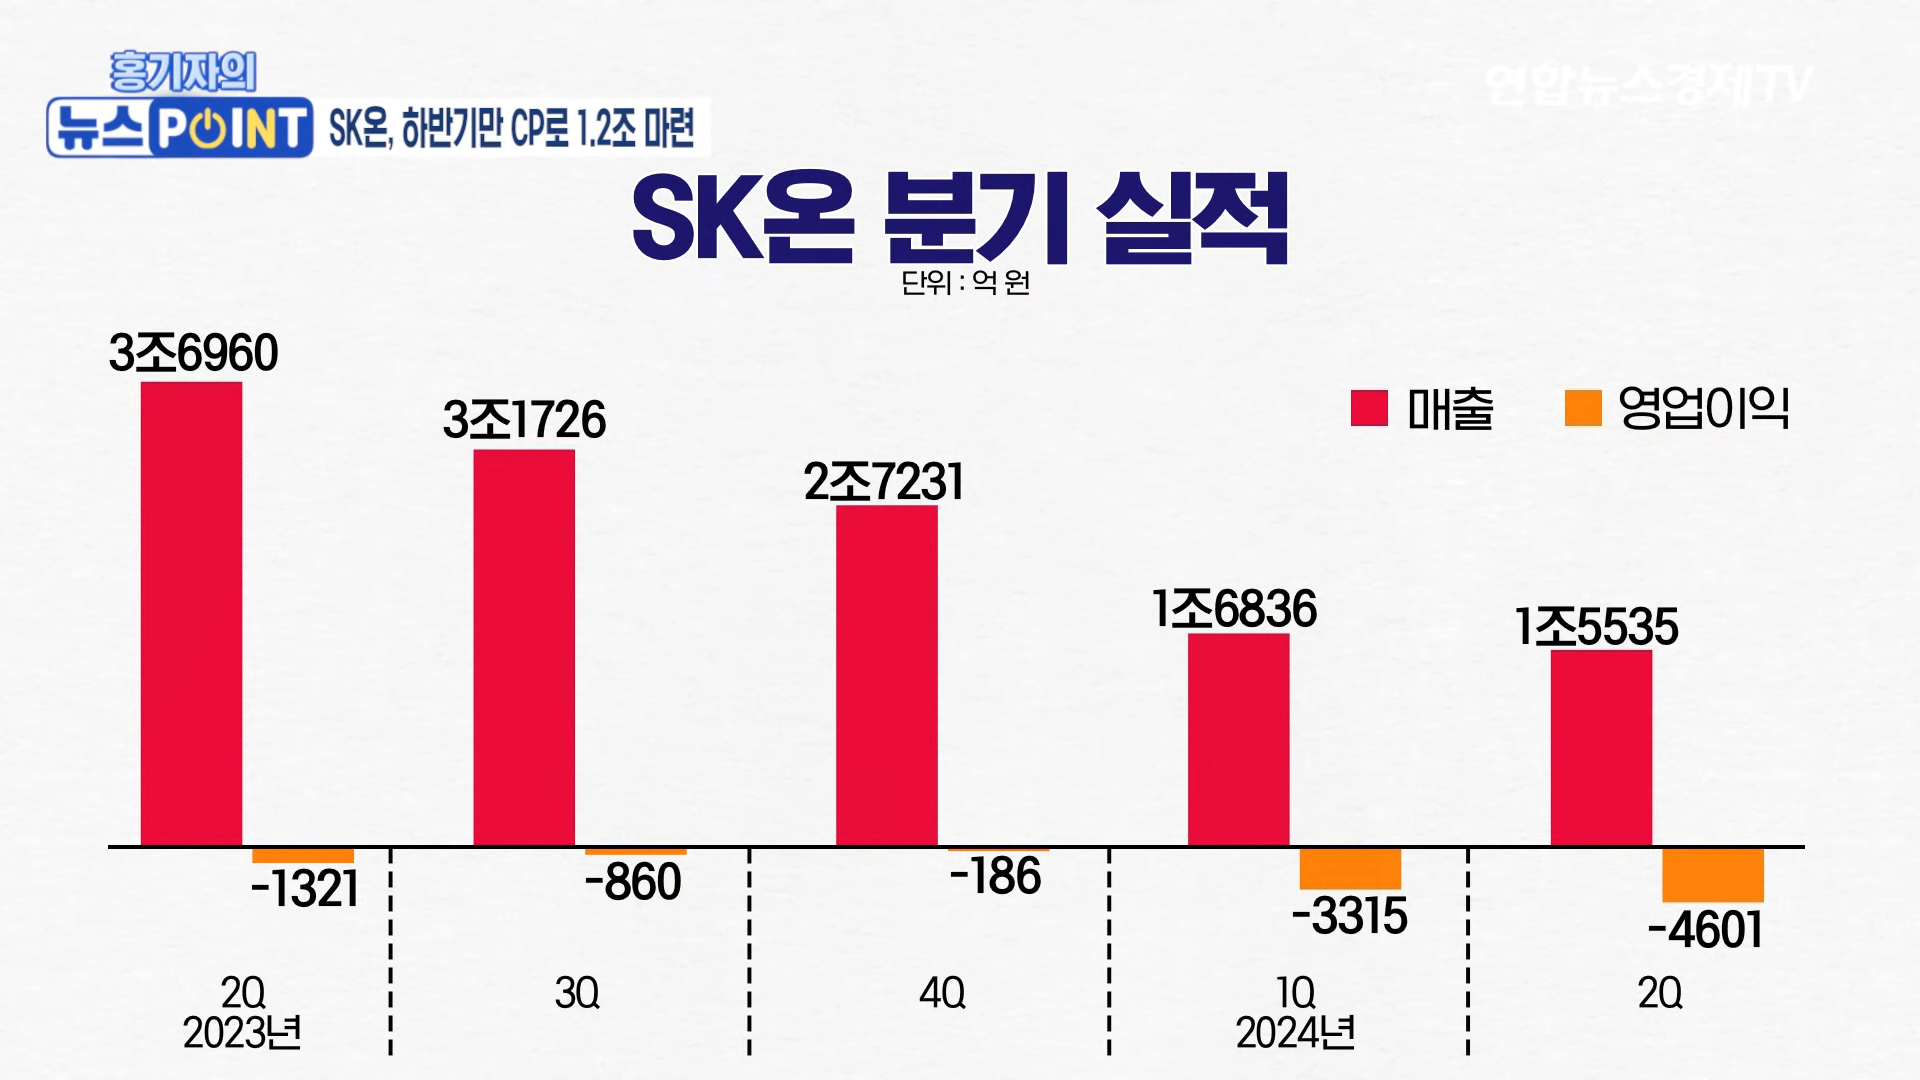 홍기자의
뉴스 POINT
SK온, 하반기만 CP로 1.2조 마련
연합뉴스경제TV
SK온 분기 실적
단위 : 억 원
매출
영업이익
3조6960
3조1726
2조7231
1조6836
1조5535
-1321
-860
-186
-3315
-4601
2Q
3Q
4Q
1Q
2Q
2023년
2024년